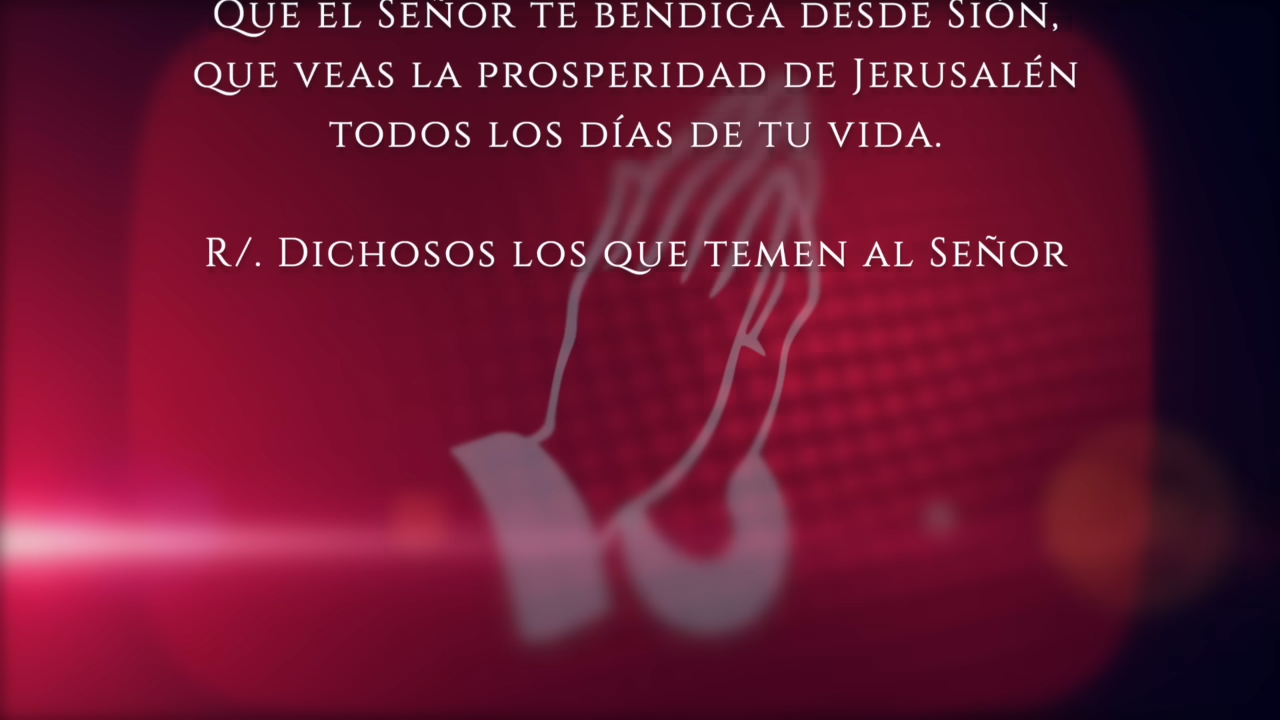 Que el Señor te bendiga desde Sión,
que veas la prosperidad de Jerusalén
todos los días de tu vida.
R/. Dichosos los que temen al Señor